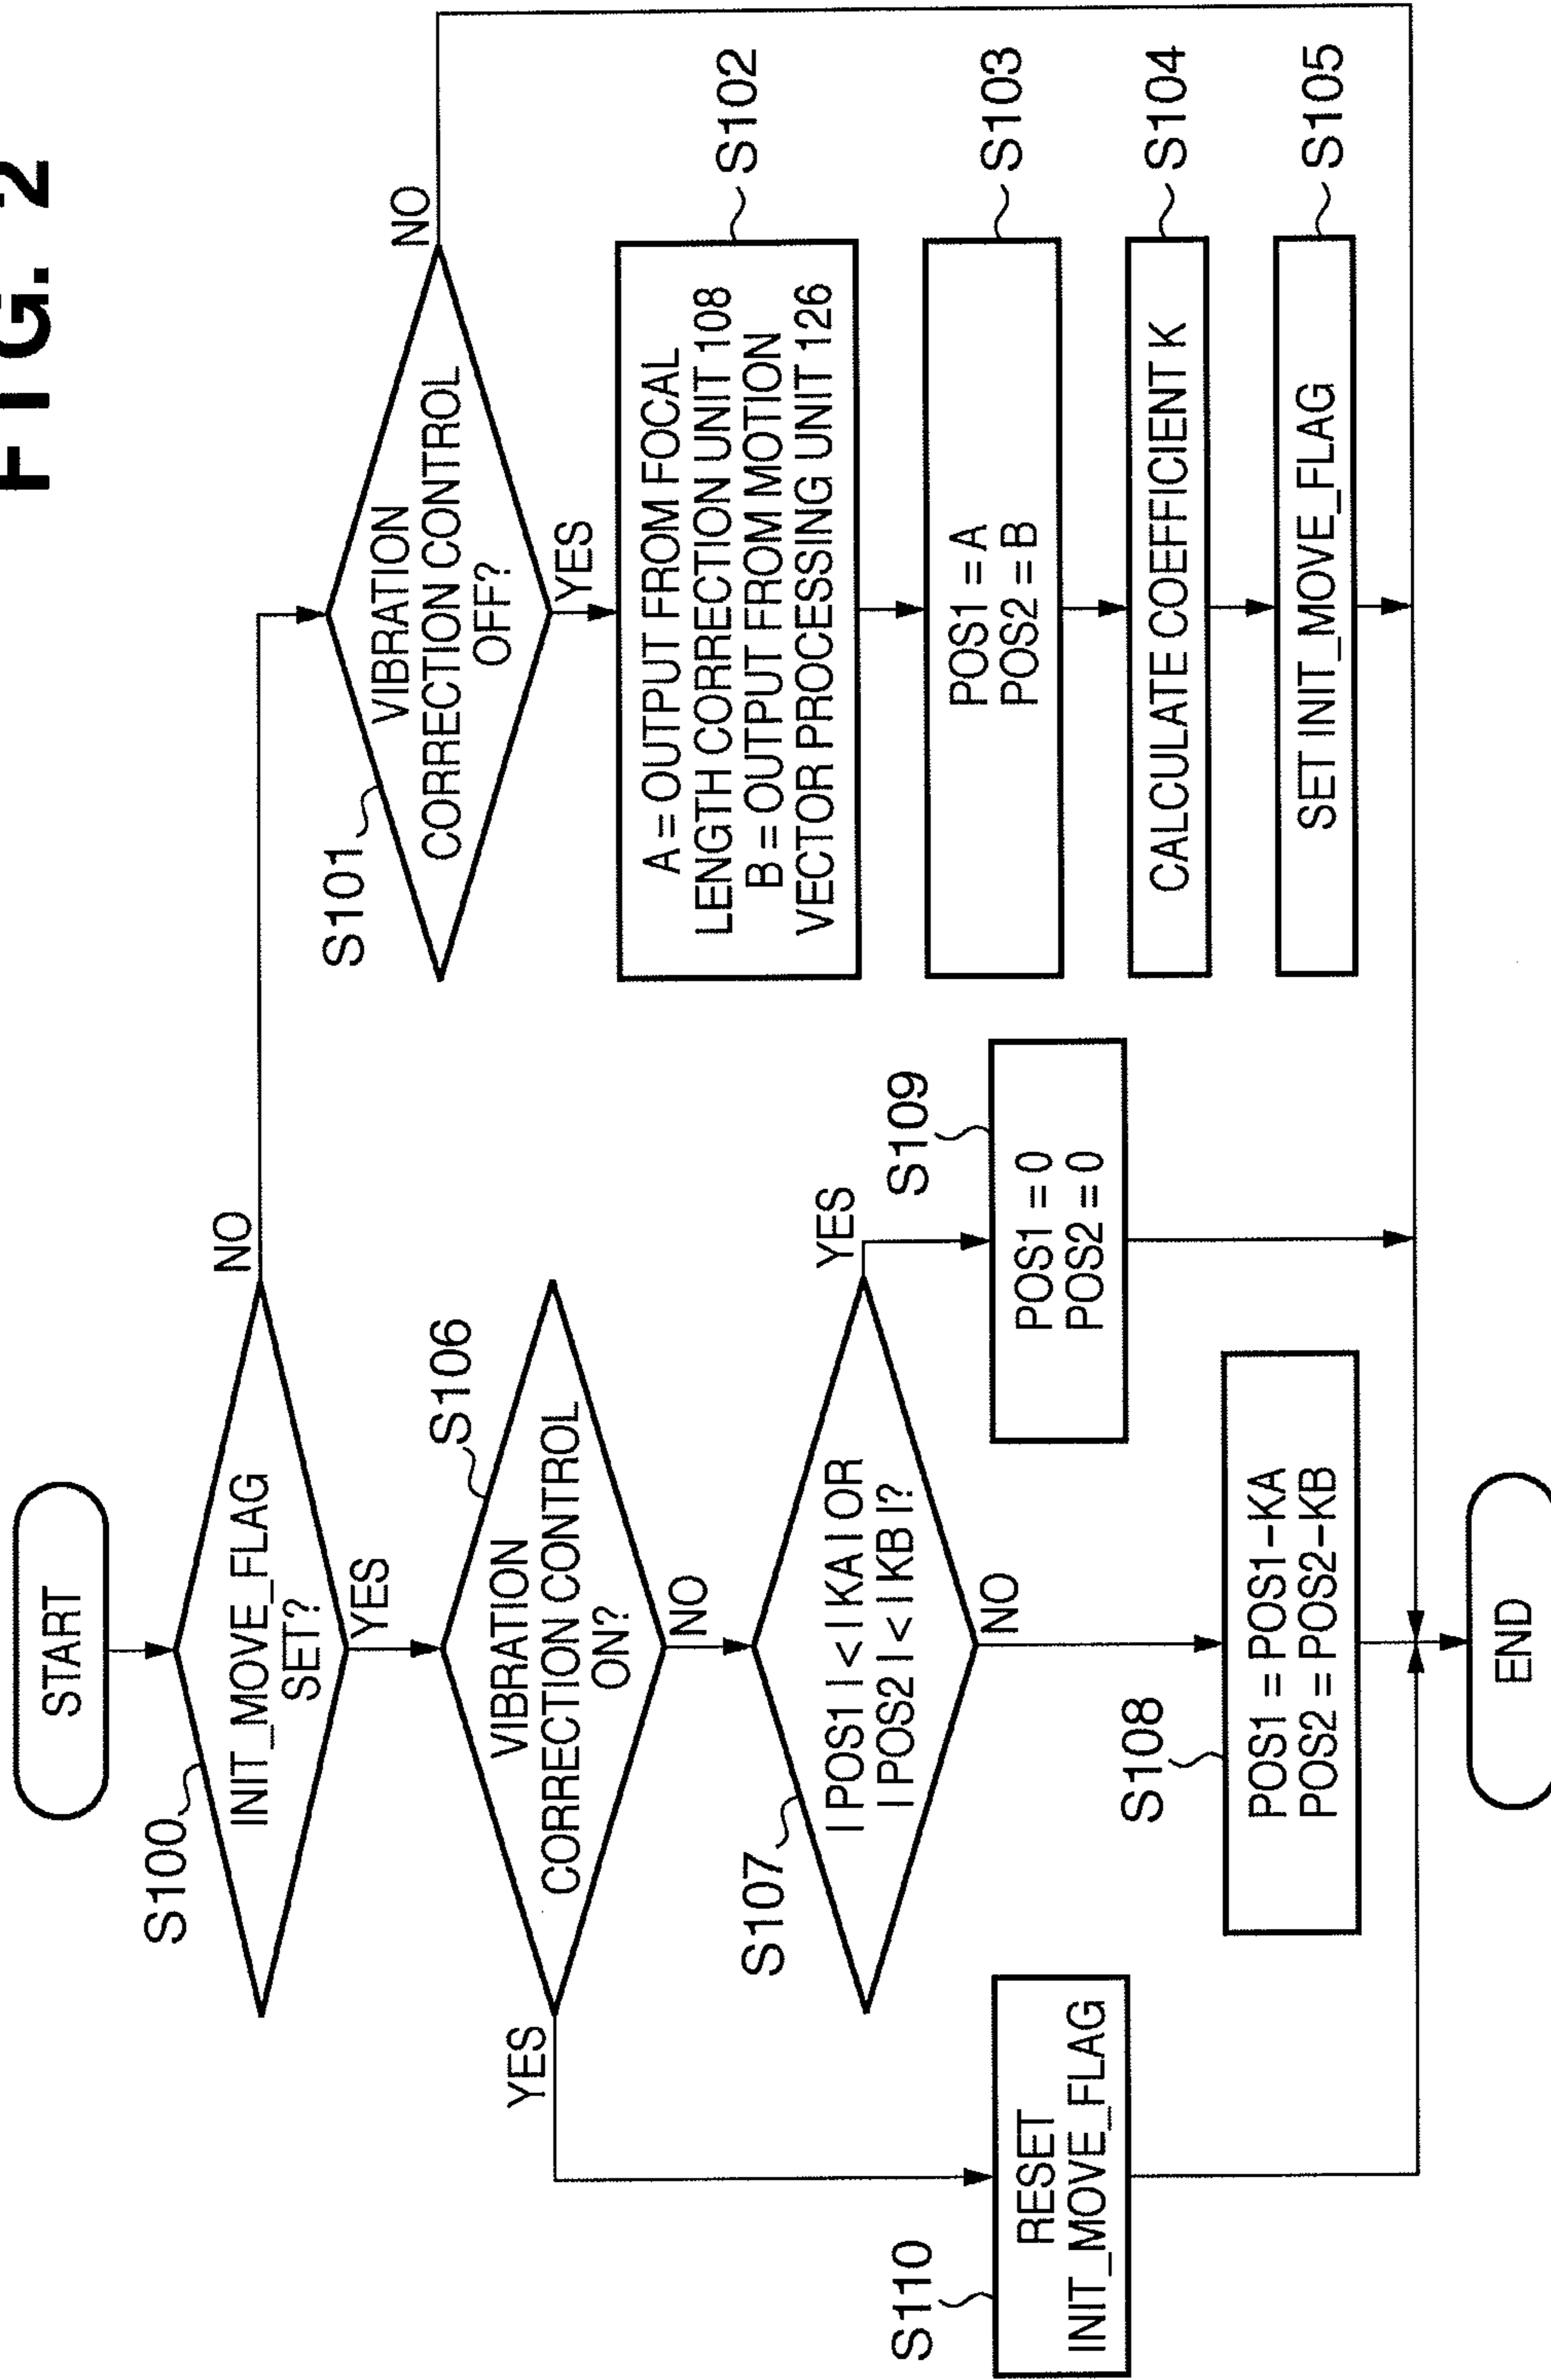 FIG. 2
START
S100
INIT_MOVE_FLAG
SET?
NO
YES
S101
VIBRATION
CORRECTION CONTROL
OFF?
NO
YES
S106
VIBRATION
CORRECTION CONTROL
ON?
YES
NO
S102
A = OUTPUT FROM FOCAL
LENGTH CORRECTION UNIT 108
B = OUTPUT FROM MOTION
VECTOR PROCESSING UNIT 126
S107
| POS1 | < | KA | OR
| POS2 | < | KB |?
YES
NO
S103
POS1 = A
POS2 = B
S109
POS1 = 0
POS2 = 0
S110
RESET
INIT_MOVE_FLAG
S104
CALCULATE COEFFICIENT K
S108
POS1 = POS1-KA
POS2 = POS2-KB
S105
SET INIT_MOVE_FLAG
END